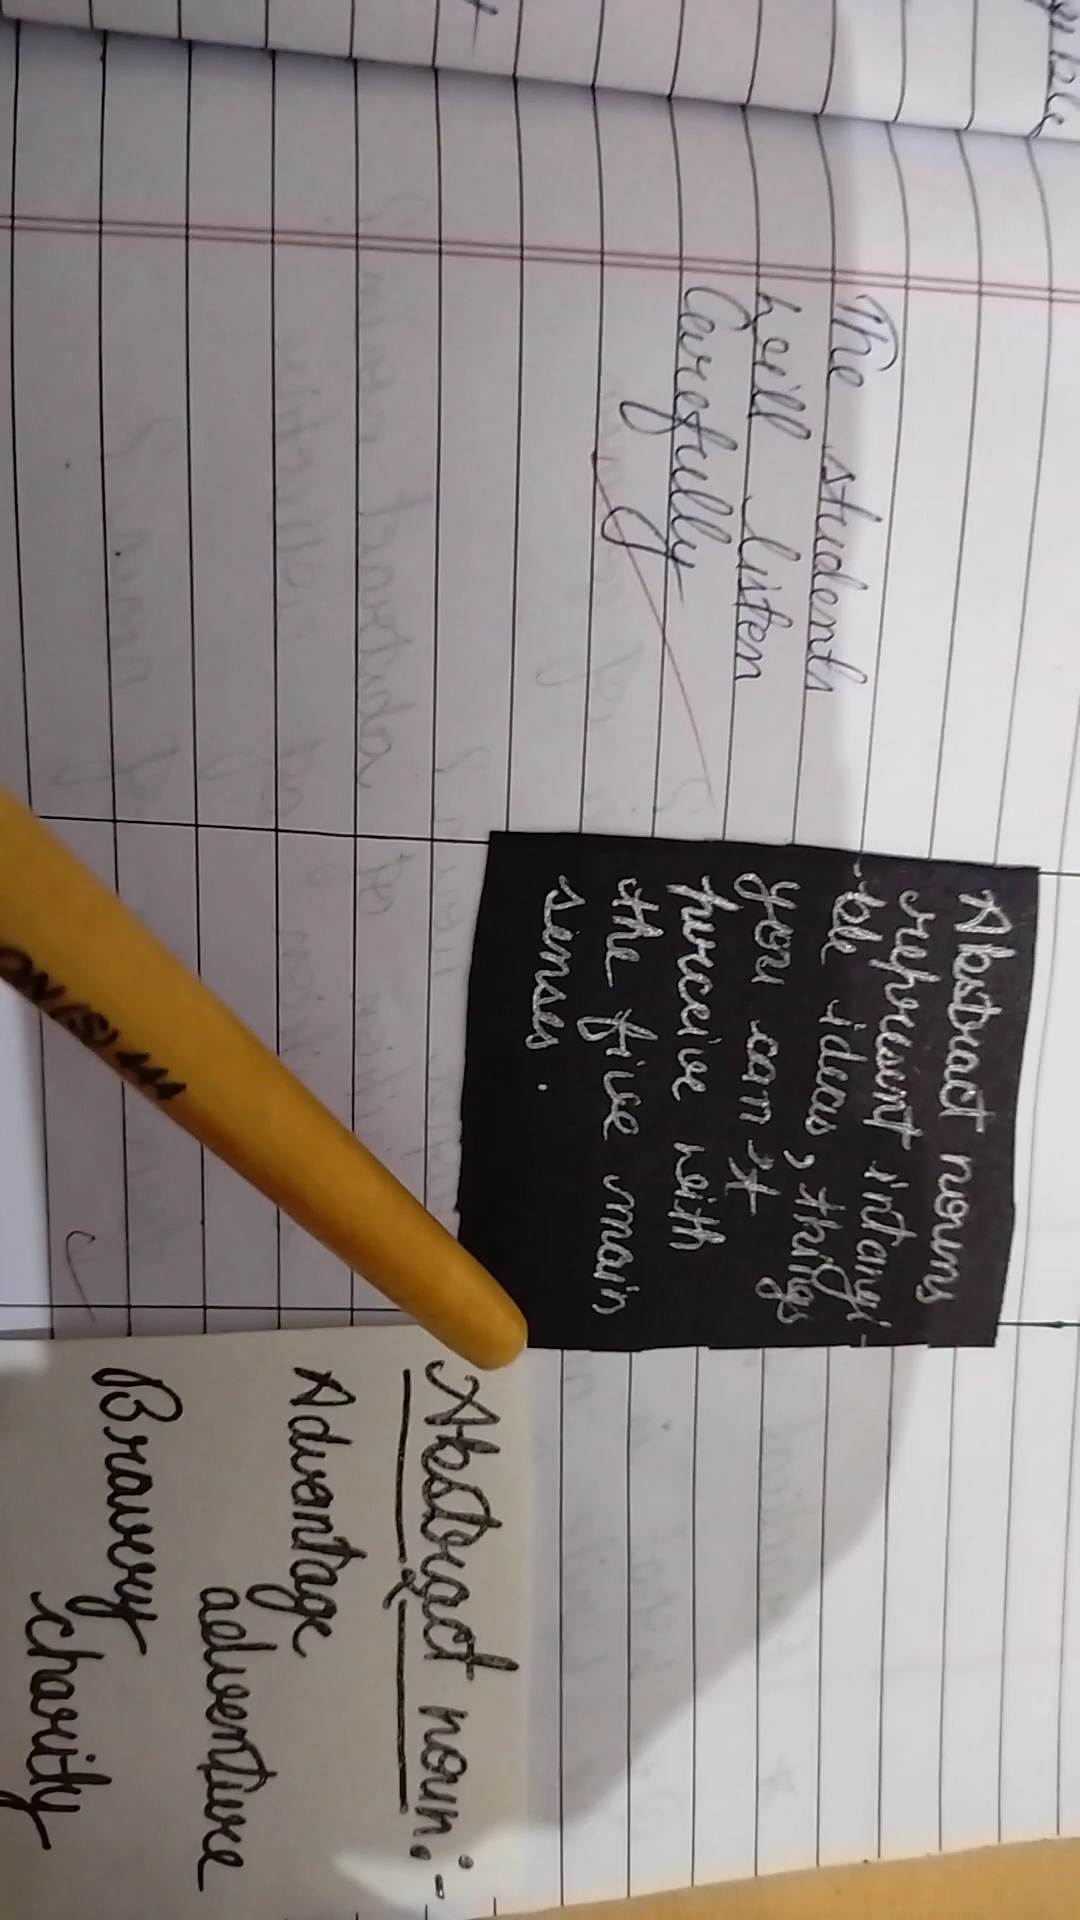 The students
will listen
Carefully
Abstract nouns
represent intangi-
-ble ideas, things
you can't
perceive with
the five main
senses.
Abstract noun:-
Advantage
adventure
Bravery
charity